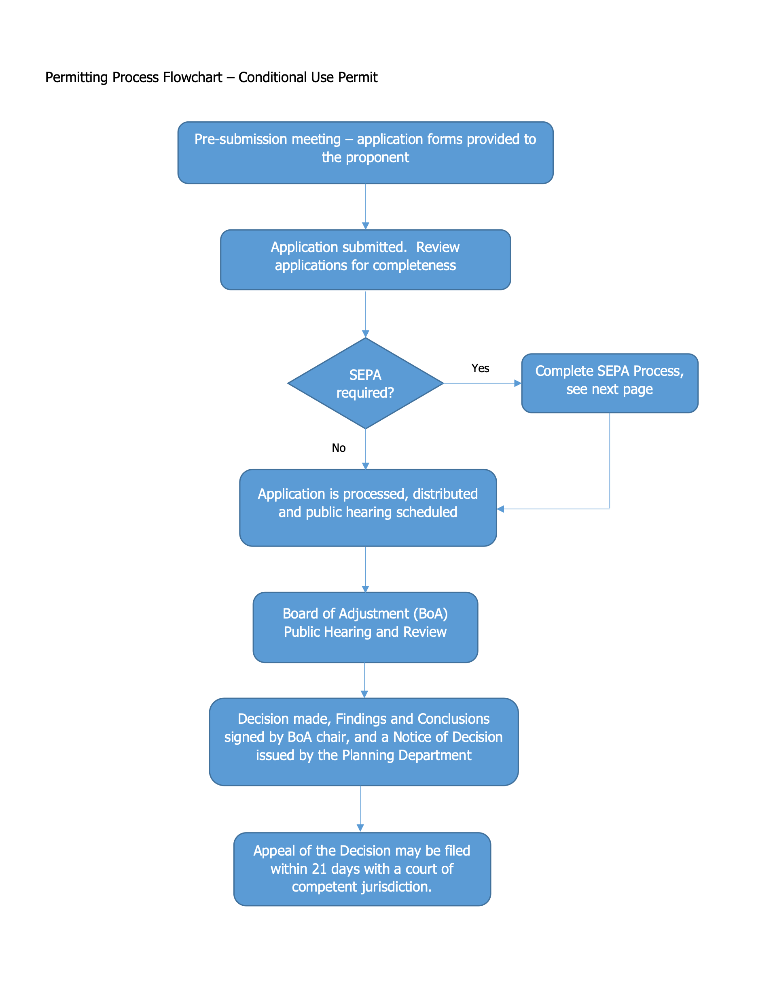 Permitting Process Flowchart – Conditional Use Permit
Pre-submission meeting – application forms provided to
the proponent
Application submitted.  Review
applications for completeness
SEPA
required?
Yes
Complete SEPA Process,
see next page
No
Application is processed, distributed
and public hearing scheduled
Board of Adjustment (BoA)
Public Hearing and Review
Decision made, Findings and Conclusions
signed by BoA chair, and a Notice of Decision
issued by the Planning Department
Appeal of the Decision may be filed
within 21 days with a court of
competent jurisdiction.